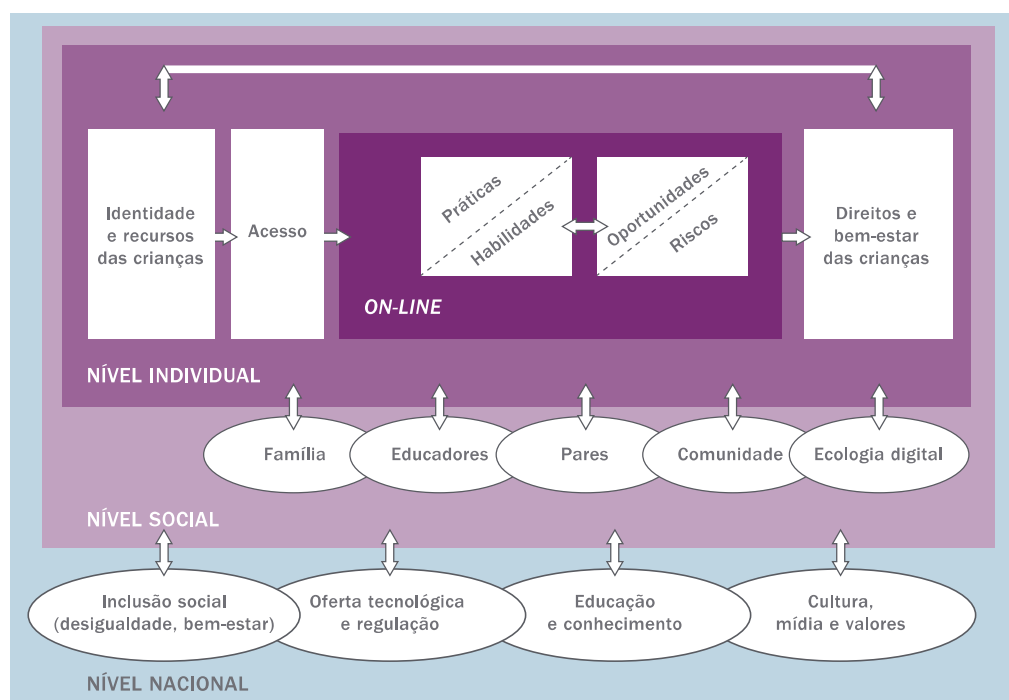 Identidade
e recursos
das crianças
Acesso
Práticas
Habilidades
Oportunidades
Riscos
ON-LINE
Direitos e
bem-estar
das crianças
NÍVEL INDIVIDUAL
Família
Educadores
Pares
Comunidade
Ecologia digital
NÍVEL SOCIAL
Inclusão social
(desigualdade, bem-estar)
Oferta tecnológica
e regulação
Educação
e conhecimento
Cultura,
mídia e valores
NÍVEL NACIONAL